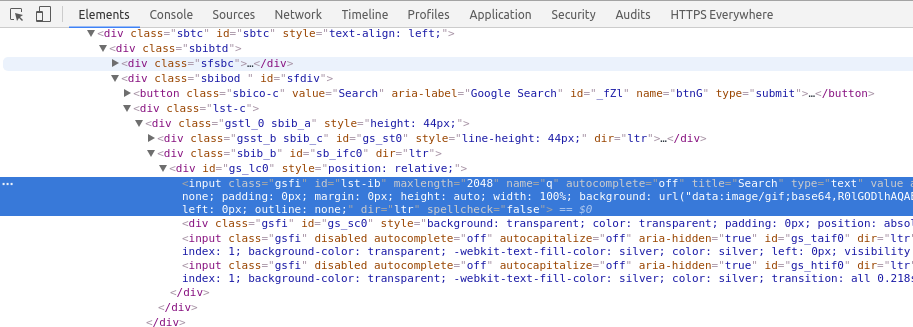 Elements Console Sources Network Timeline Profiles Application Security Audits HTTPS Everywhere
<div class="sbtc" id="sbtc" style="text-align: left;">
<div class="sbibtd">
<div class="sfsbc">…</div>
<div class="sbibod " id="sfdiv">
<button class="sbico-c" value="Search" aria-label="Google Search" id="_fZl" name="btnG" type="submit">…</button>
<div class="lst-c">
<div class="gstl_0 sbib_a" style="height: 44px;">
<div class="gsst_b sbib_c" id="gs_st0" style="line-height: 44px;" dir="ltr">…</div>
<div class="sbib_b" id="sb_ifc0" dir="ltr">
<div id="gs_lc0" style="position: relative;">
<input class="gsfi" id="lst-ib" maxlength="2048" name="q" autocomplete="off" title="Search" type="text" value a
none; padding: 0px; margin: 0px; height: auto; width: 100%; background: url("data:image/gif;base64,R0lGODlhAQAB
left: 0px; outline: none;" dir="ltr" spellcheck="false"> == $0
<div class="gsfi" id="gs_sc0" style="background: transparent; color: transparent; padding: 0px; position: absol
<input class="gsfi" disabled autocomplete="off" autocapitalize="off" aria-hidden="true" id="gs_taif0" dir="ltr"
index: 1; background-color: transparent; -webkit-text-fill-color: silver; color: silver; left: 0px; visibility
<input class="gsfi" disabled autocomplete="off" autocapitalize="off" aria-hidden="true" id="gs_htif0" dir="ltr"
index: 1; background-color: transparent; -webkit-text-fill-color: silver; color: silver; transition: all 0.218s
</div>
</div>
</div>